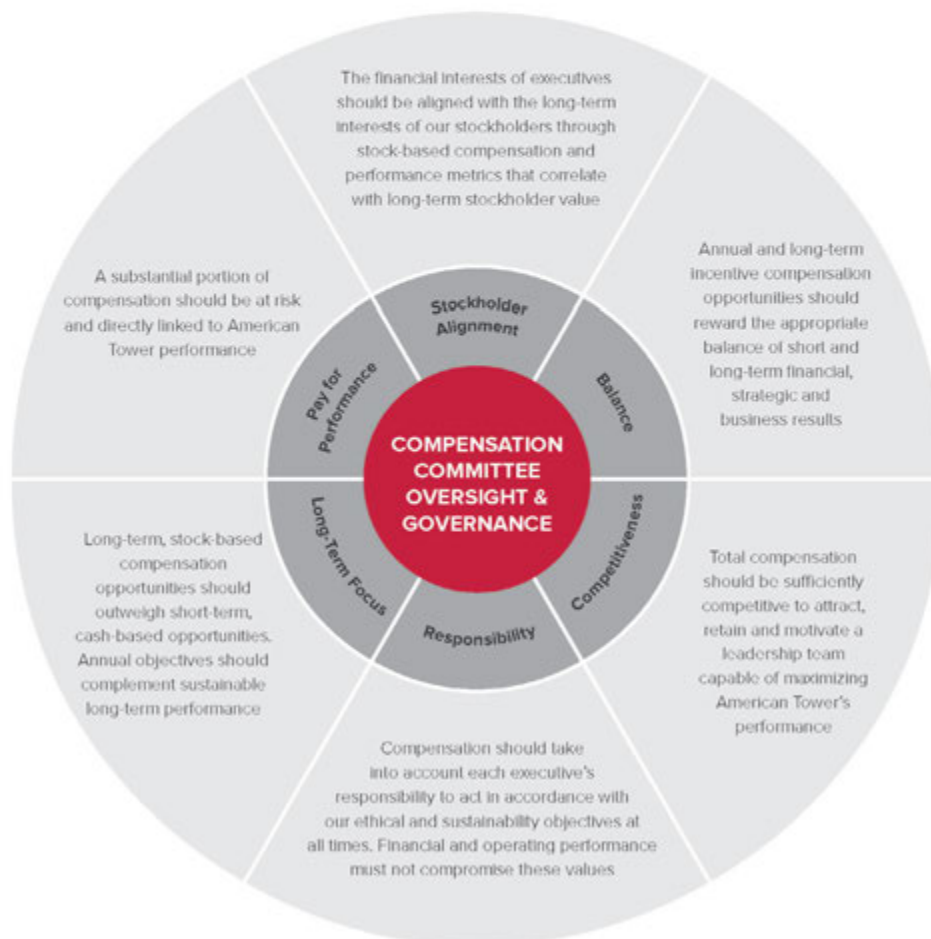 The financial interests of executives
should be aligned with the long-term
interests of our stockholders through
stock-based compensation and
performance metrics that correlate
with long-term stockholder value
Stockholder
Alignment
Annual and long-term
incentive compensation
opportunities should
reward the appropriate
balance of short and
long-term financial,
strategic and
business results
Balance
Total compensation
should be sufficiently
competitive to attract,
retain and motivate a
leadership team
capable of maximizing
American Tower's
performance
Competitiveness
Compensation should take
into account each executive's
responsibility to act in accordance with
our ethical and sustainability objectives at
all times. Financial and operating performance
must not compromise these values
Responsibility
Long-term, stock-based
compensation
opportunities should
outweigh short-term,
cash-based opportunities.
Annual objectives should
complement sustainable
long-term performance
Long-Term Focus
A substantial portion of
compensation should be at risk
and directly linked to American
Tower performance
Pay for
Performance
COMPENSATION
COMMITTEE
OVERSIGHT &
GOVERNANCE